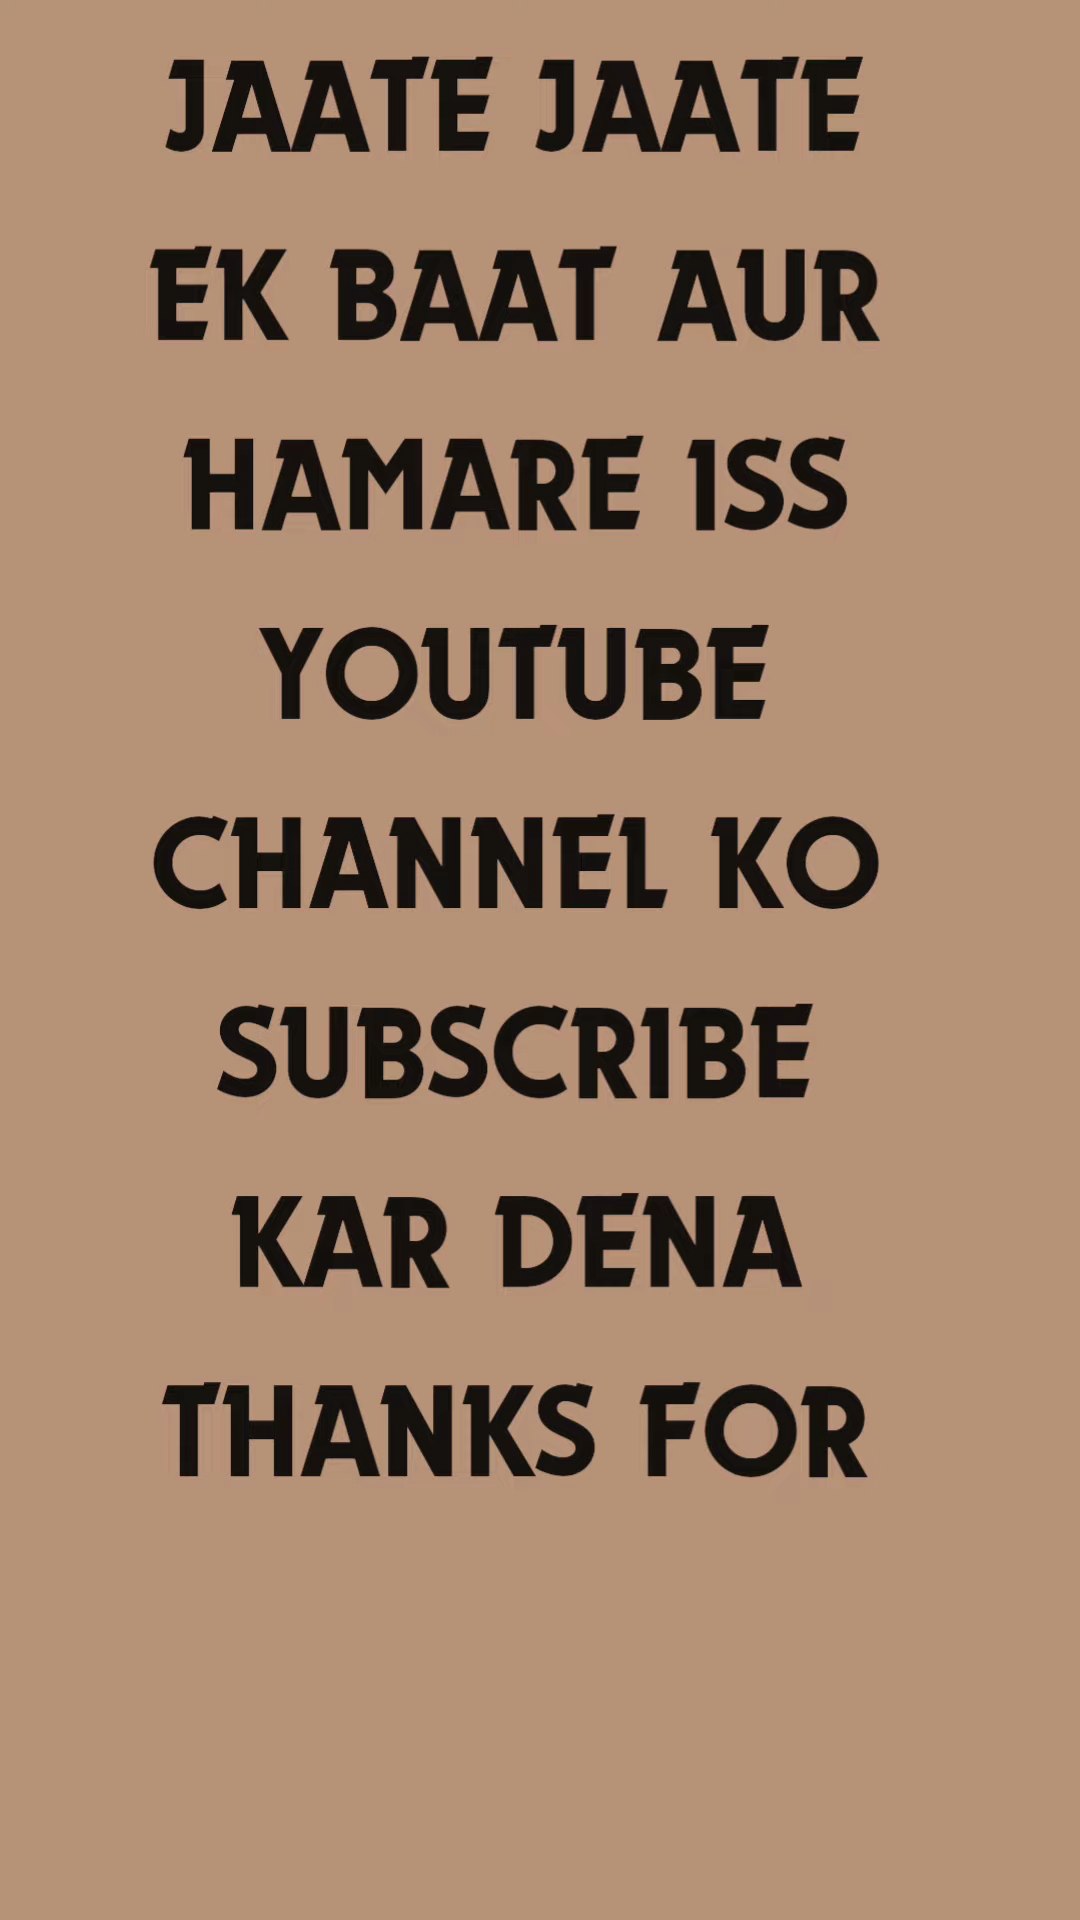 JAATE JAATE
EK BAAT AUR
HAMARE ISS
YOUTUBE
CHANNEL KO
SUBSCRIBE
KAR DENA
THANKS FOR